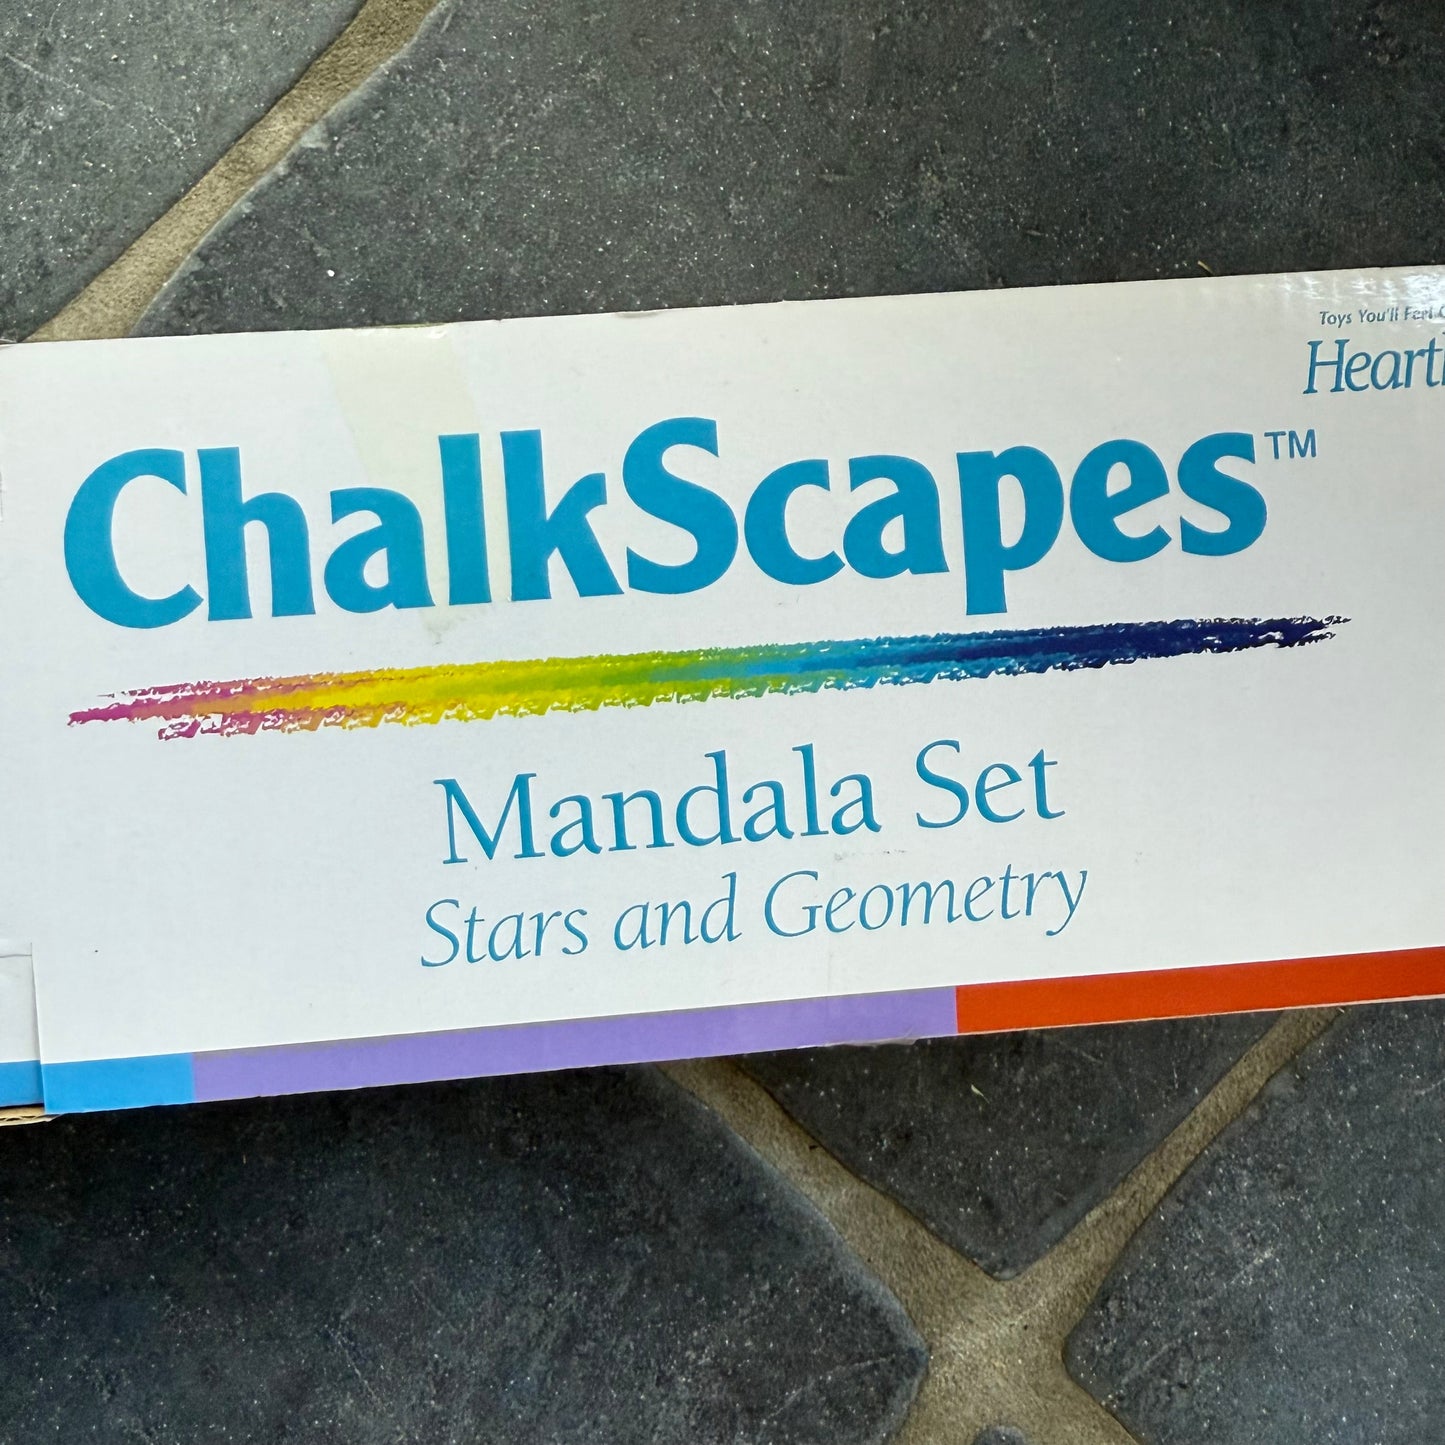 Toys You'll Feel
Heart
ChalkScapes™
Mandala Set
Stars and Geometry